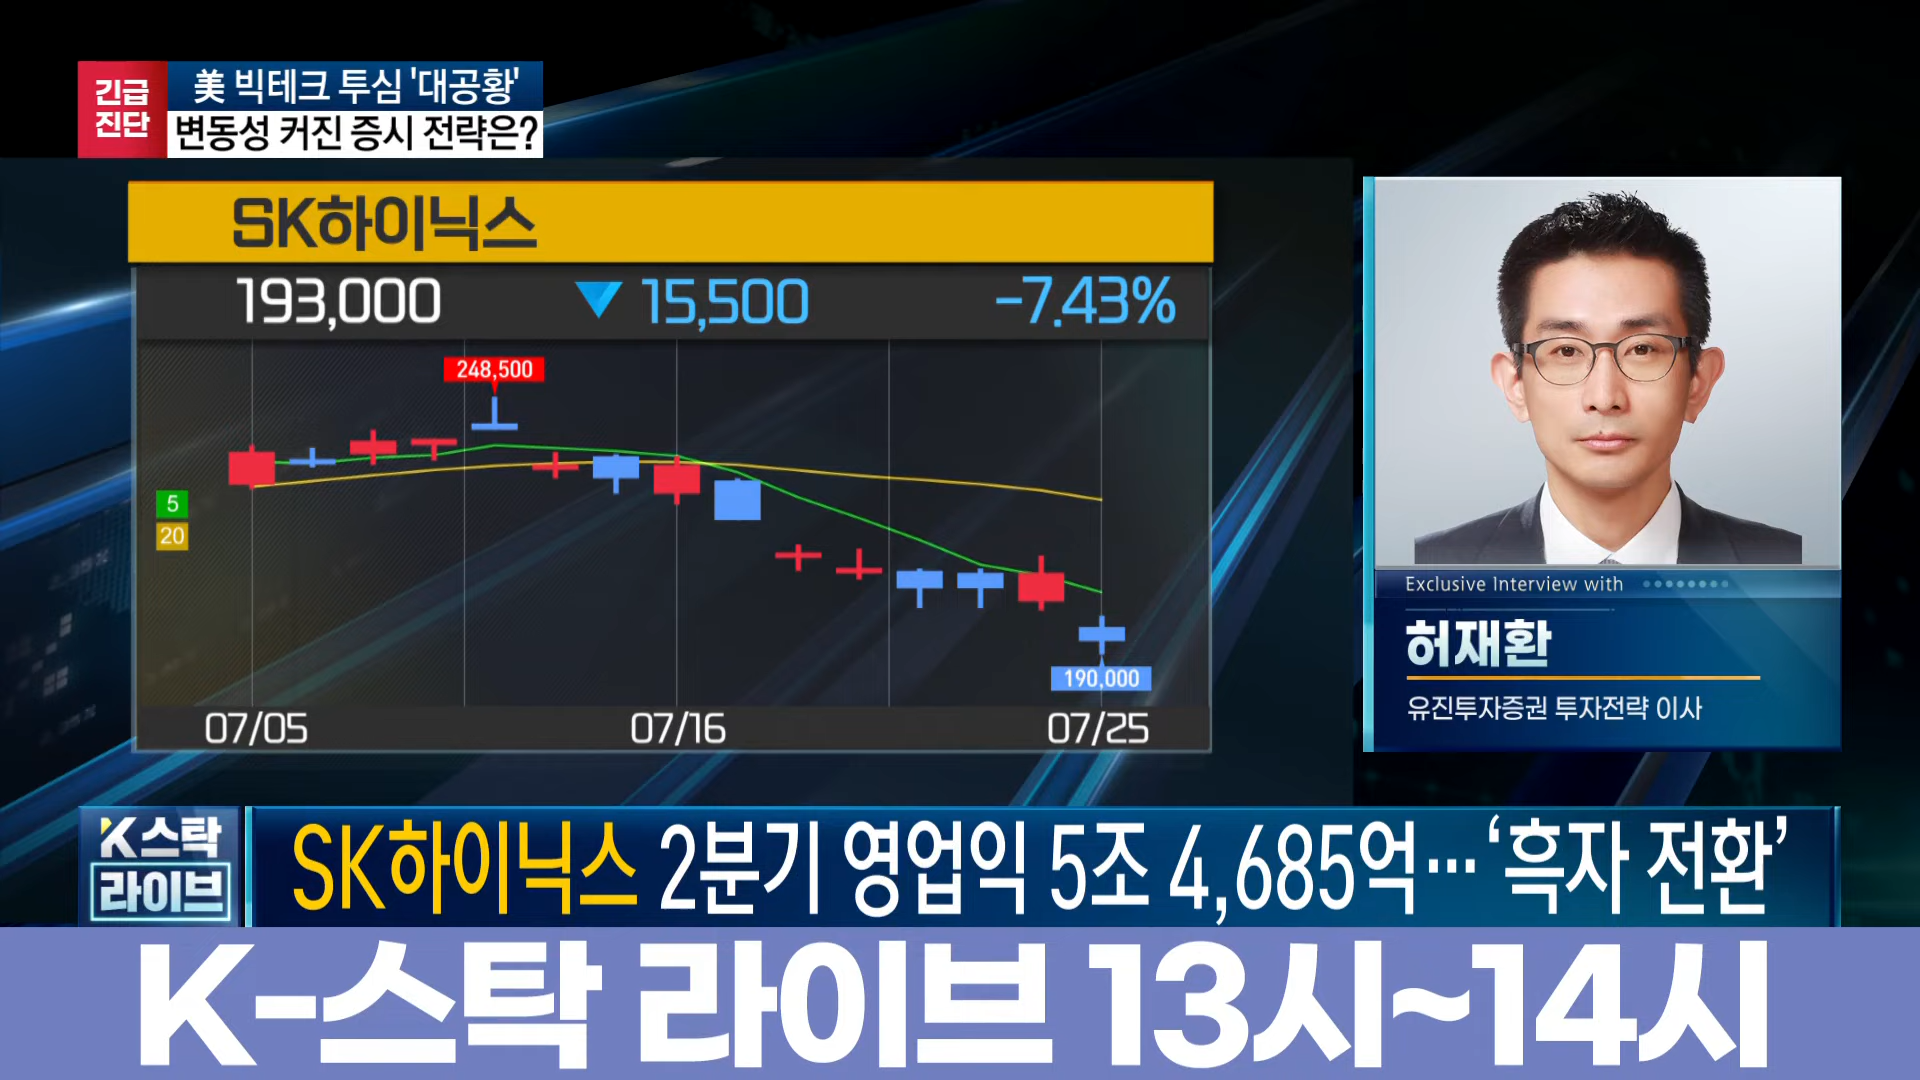 긴급
진단
美 빅테크 투심 '대공황'
변동성 커진 증시 전략은?
SK하이닉스
193,000 ▼ 15,500 -7.43%
248,500
5
20
190,000
07/05 07/16 07/25
Exclusive Interview with
허재환
유진투자증권 투자전략 이사
K스탁
라이브
SK하이닉스 2분기 영업익 5조 4,685억…‘흑자 전환’
K-스탁 라이브 13시~14시